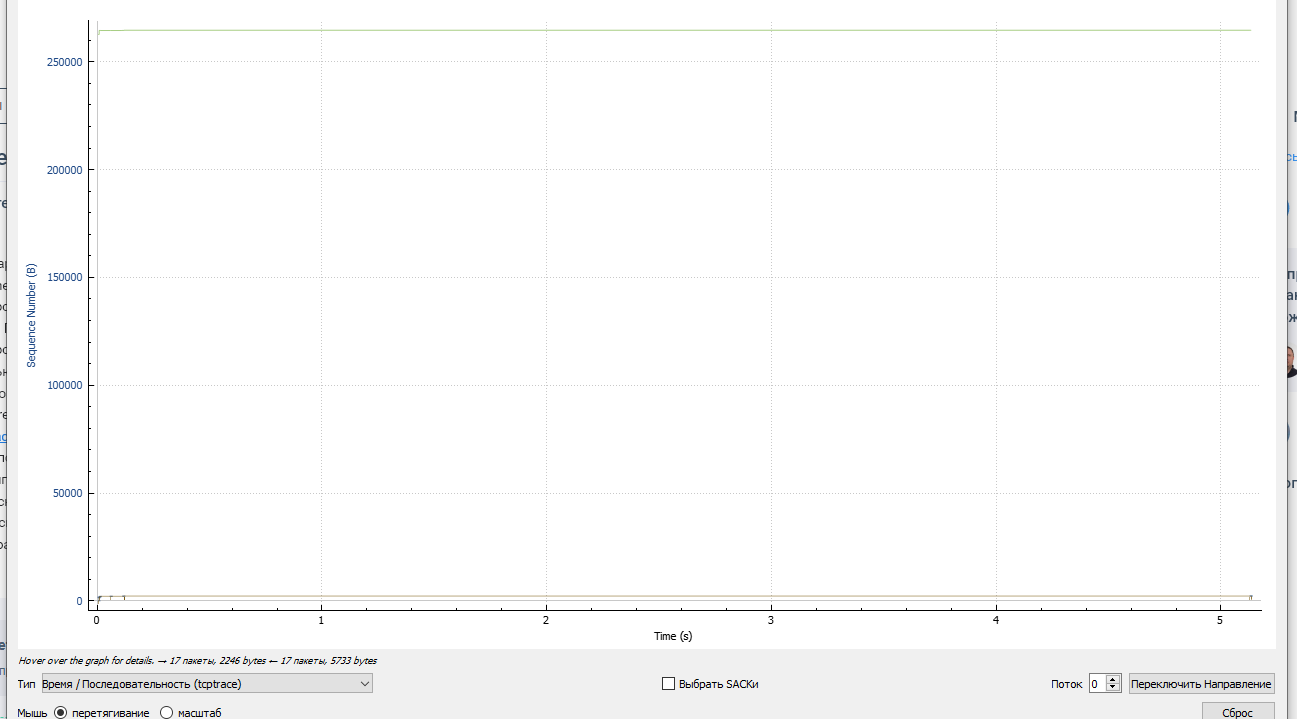 250000
200000
150000
100000
50000
0
Sequence Number (B)
0 1 2 3 4 5
Time (s)
Hover over the graph for details. → 17 пакеты, 2246 bytes ← 17 пакеты, 5733 bytes
Тип Время / Последовательность (tcptrace) Выбрать SACKи Поток 0 Переключить Направление
Мышь перетягивание масштаб Сброс